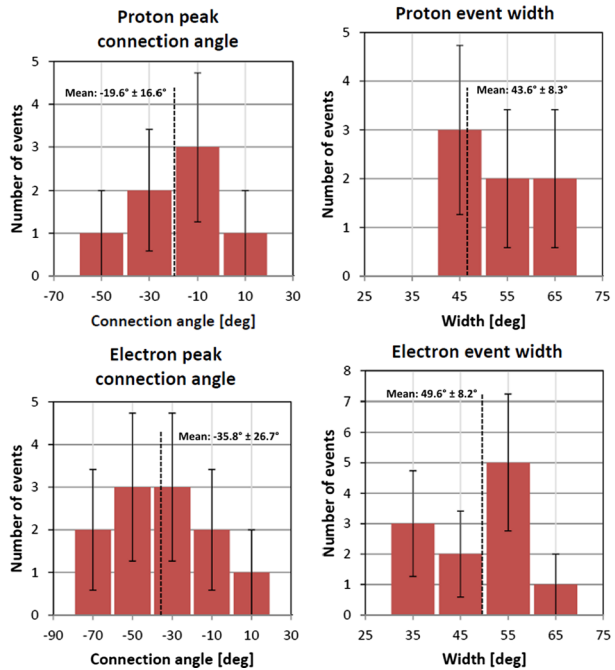 Proton peak
connection angle
Number of events
5
4
3
2
1
0
Mean: -19.6° ± 16.6°
-70 -50 -30 -10 10 30
Connection angle [deg]
Proton event width
Number of events
5
4
3
2
1
0
Mean: 43.6° ± 8.3°
25 35 45 55 65 75
Width [deg]
Electron peak
connection angle
Number of events
5
4
3
2
1
0
Mean: -35.8° ± 26.7°
-90 -70 -50 -30 -10 10 30
Connection angle [deg]
Electron event width
Number of events
8
7
6
5
4
3
2
1
0
Mean: 49.6° ± 8.2°
25 35 45 55 65 75
Width [deg]